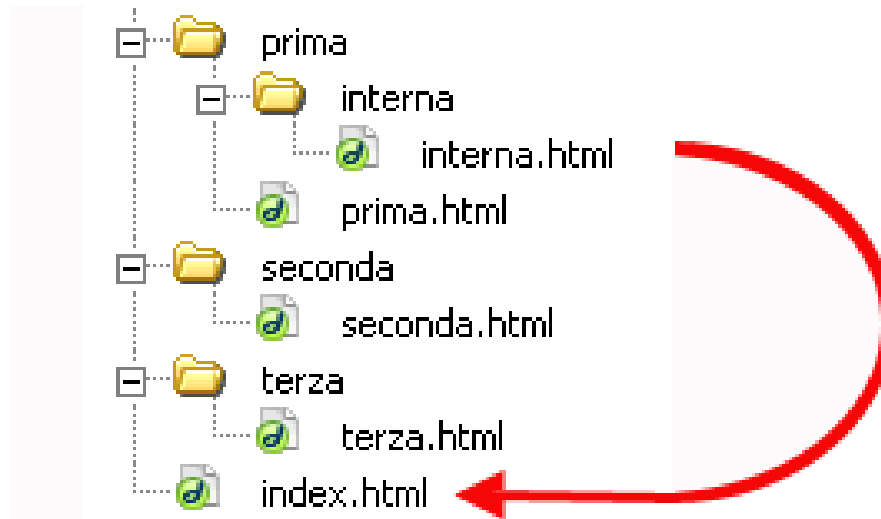 prima
interna
interna.html
prima.html
seconda
seconda.html
terza
terza.html
index.html